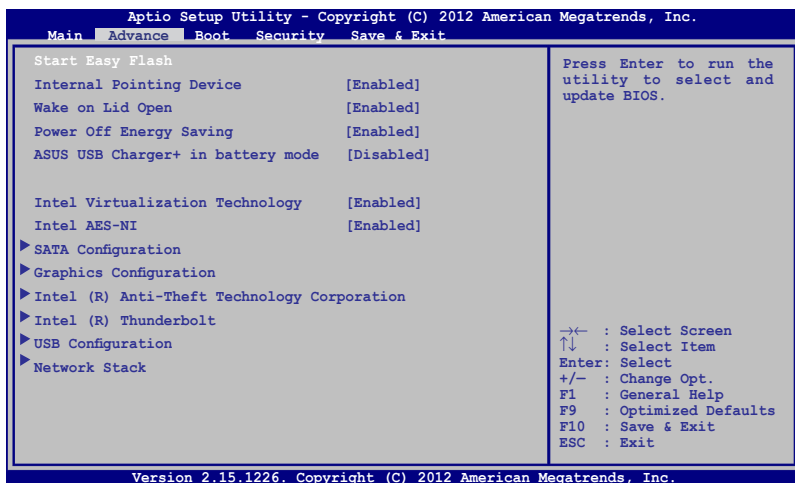 Aptio Setup Utility - Copyright (C) 2012 American Megatrends, Inc.
Main Advance Boot Security Save & Exit
Start Easy Flash
Internal Pointing Device [Enabled]
Wake on Lid Open [Enabled]
Power Off Energy Saving [Enabled]
ASUS USB Charger+ in battery mode [Disabled]
Intel Virtualization Technology [Enabled]
Intel AES-NI [Enabled]
SATA Configuration
Graphics Configuration
Intel (R) Anti-Theft Technology Corporation
Intel (R) Thunderbolt
USB Configuration
Network Stack
Press Enter to run the
utility to select and
update BIOS.
→← : Select Screen
↑↓ : Select Item
Enter: Select
+/— : Change Opt.
F1 : General Help
F9 : Optimized Defaults
F10 : Save & Exit
ESC : Exit
Version 2.15.1226. Copyright (C) 2012 American Megatrends, Inc.